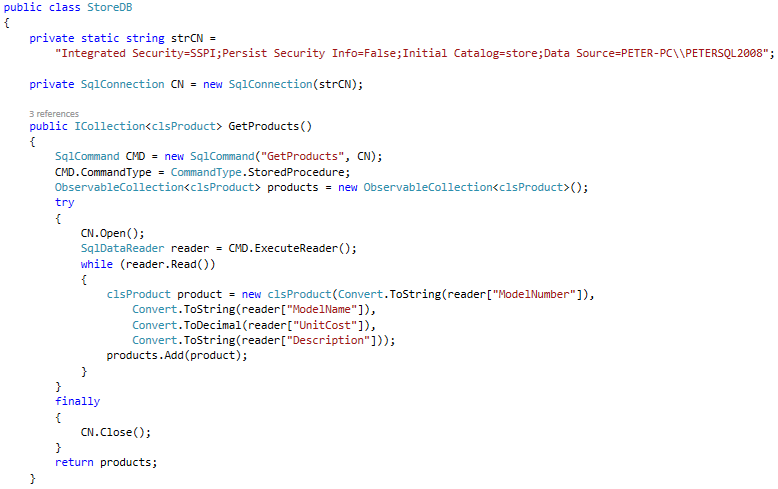 public class StoreDB
{
private static string strCN =
"Integrated Security=SSPI;Persist Security Info=False;Initial Catalog=store;Data Source=PETER-PC\\PETERSQL2008";
private SqlConnection CN = new SqlConnection(strCN);
3 references
public ICollection<clsProduct> GetProducts()
{
SqlCommand CMD = new SqlCommand("GetProducts", CN);
CMD.CommandType = CommandType.StoredProcedure;
ObservableCollection<clsProduct> products = new ObservableCollection<clsProduct>();
try
{
CN.Open();
SqlDataReader reader = CMD.ExecuteReader();
while (reader.Read())
{
clsProduct product = new clsProduct(Convert.ToString(reader["ModelNumber"]),
Convert.ToString(reader["ModelName"]),
Convert.ToDecimal(reader["UnitCost"]),
Convert.ToString(reader["Description"]));
products.Add(product);
}
}
finally
{
CN.Close();
}
return products;
}